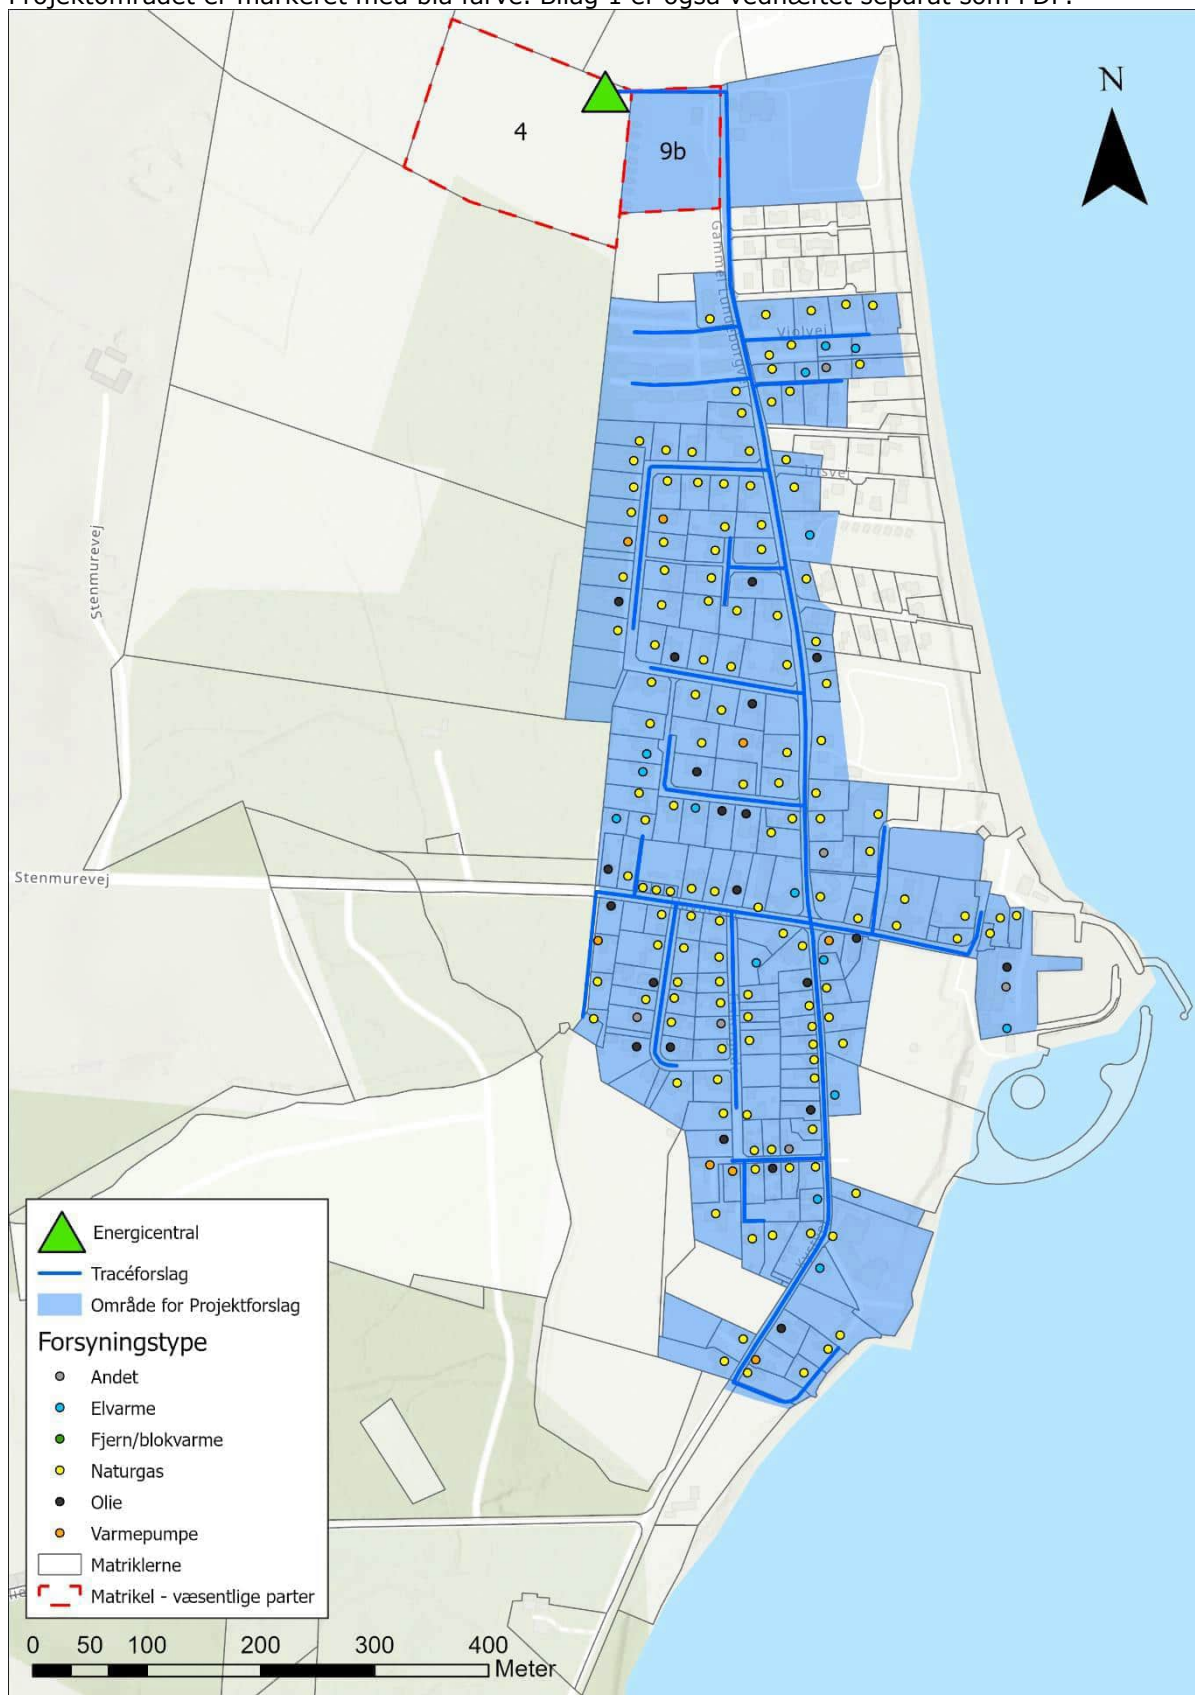 Projektområdet er markeret med blå farve. Bilag 1 er også vedhæftet separat som PDF.
N
4
9b
Gammel Lundeborgvej
Violvej
Irisvej
Stenmurevej
Stenmurevej
Kystvej
Energicentral
Tracéforslag
Område for Projektforslag
Forsyningstype
Andet
Elvarme
Fjern/blokvarme
Naturgas
Olie
Varmepumpe
Matriklerne
Matrikel - væsentlige parter
0 50 100 200 300 400
Meter